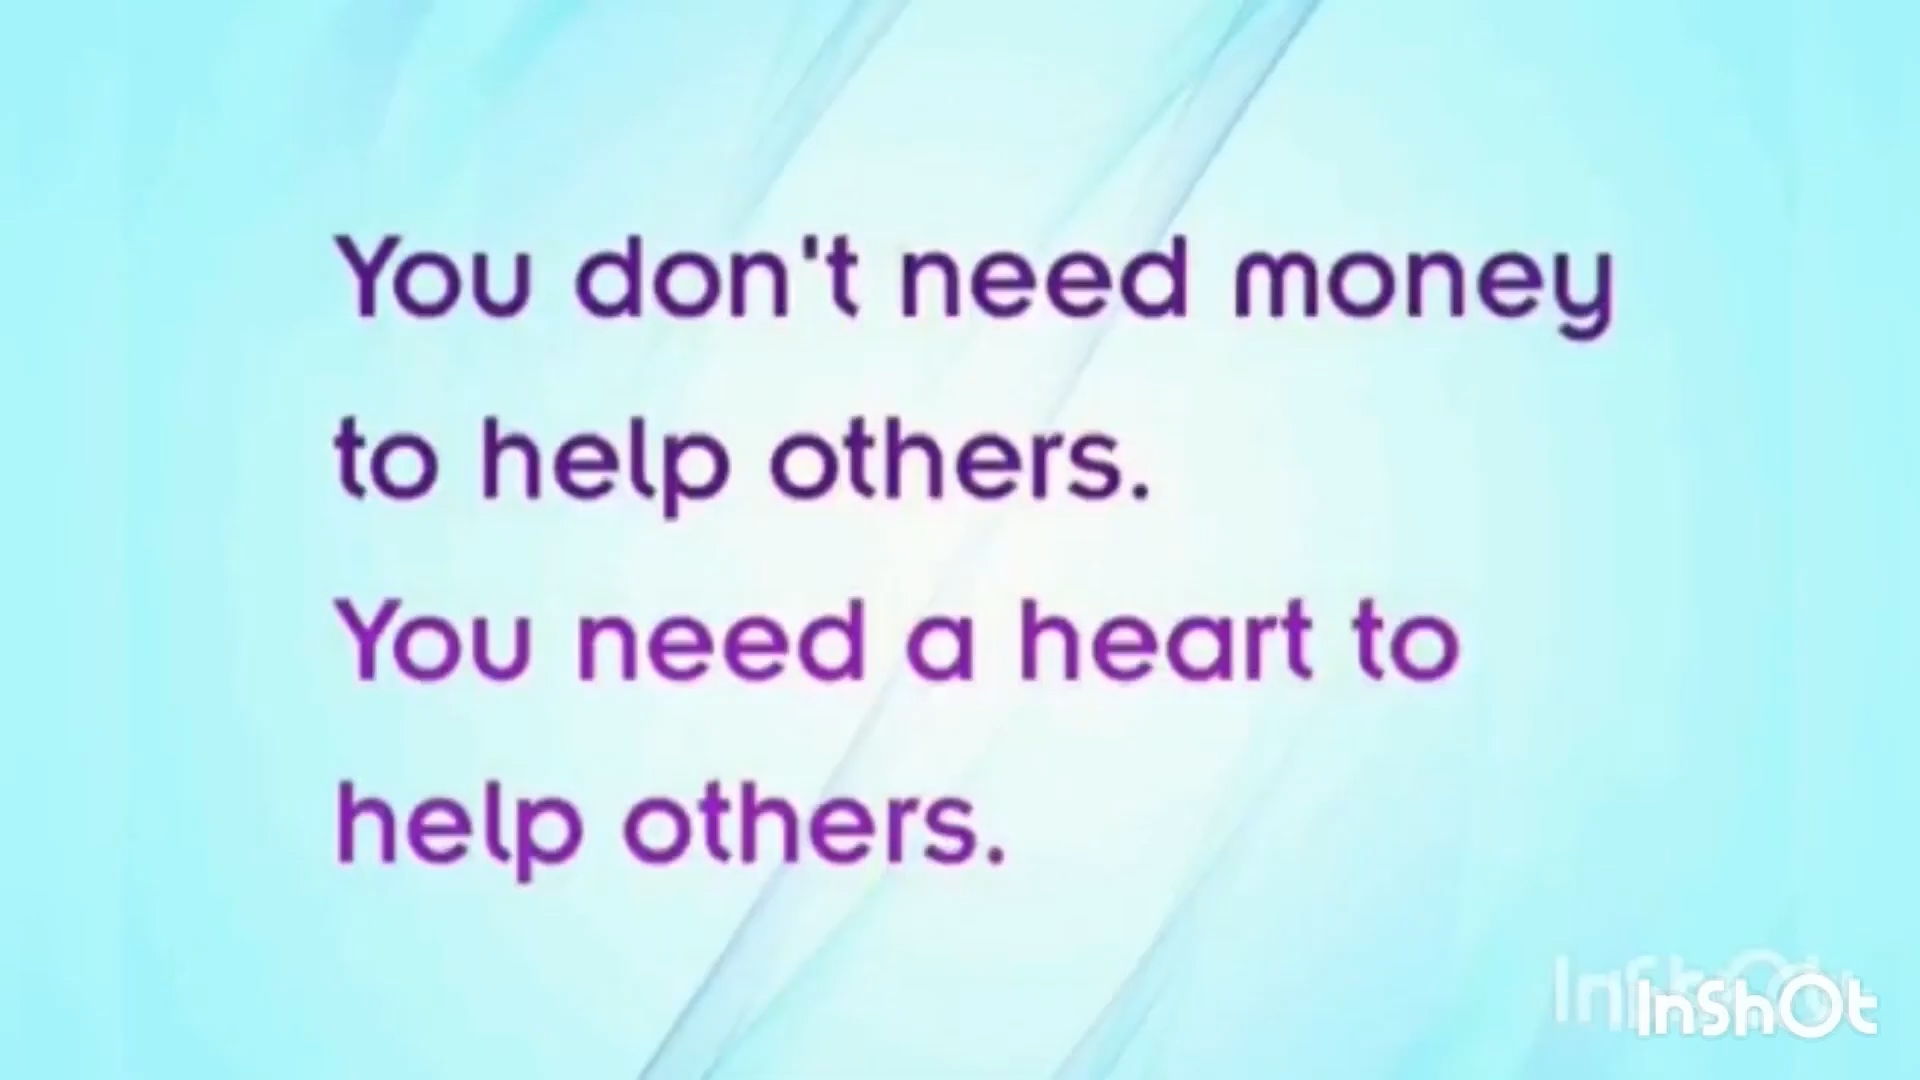 You don't need money
to help others.
You need a heart to
help others.
InShOt